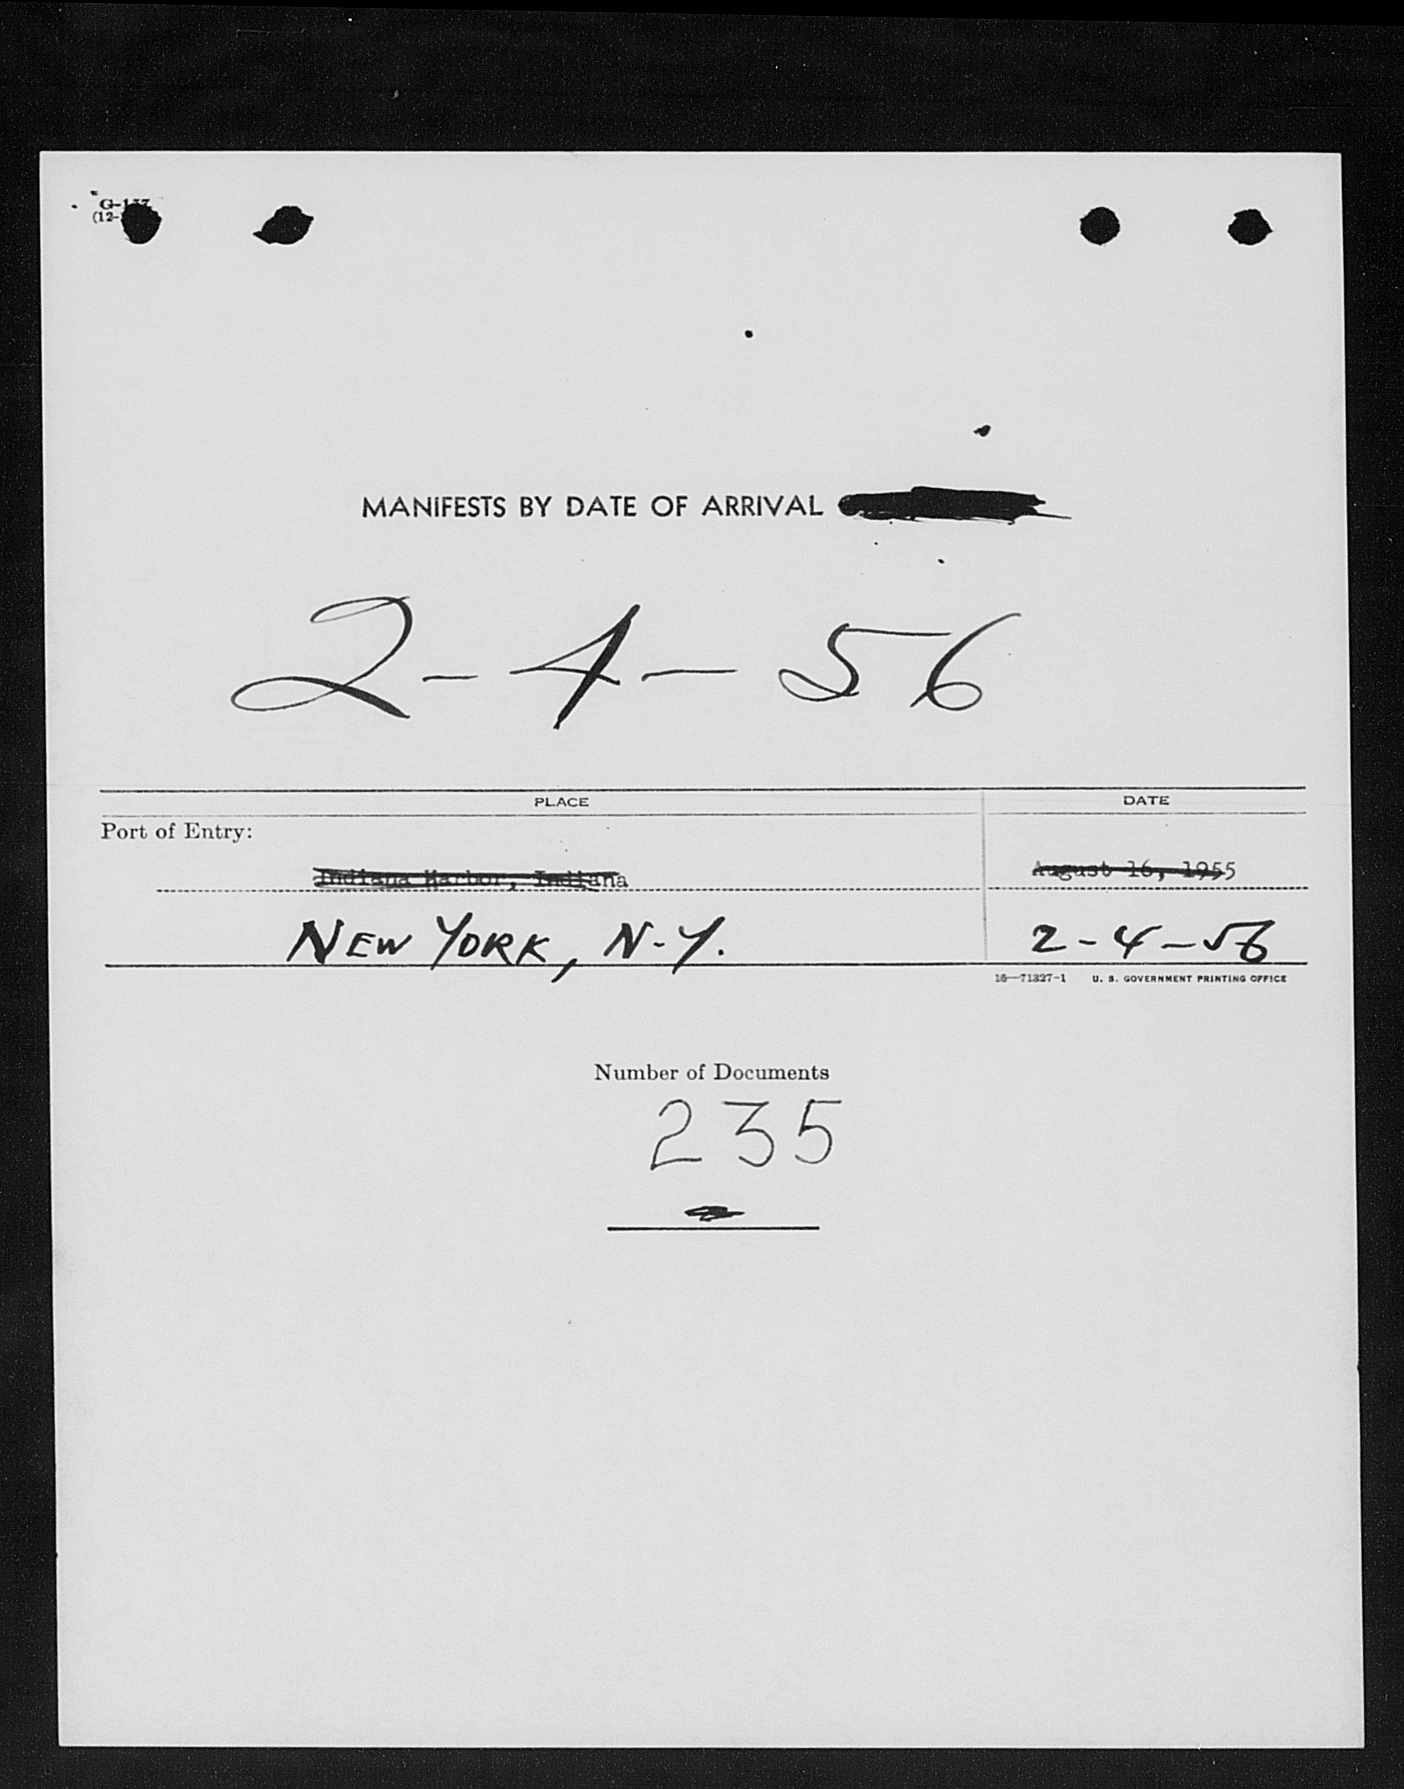 MANIFESTS BY DATE OF ARRIVAL
2-4-56
PLACE DATE
Port of Entry:
Indiana Harbor, Indiana August 16, 1955
NEW YORK, N-Y. 2-4-56
16—71327-1 U. S. GOVERNMENT PRINTING OFFICE
Number of Documents
235